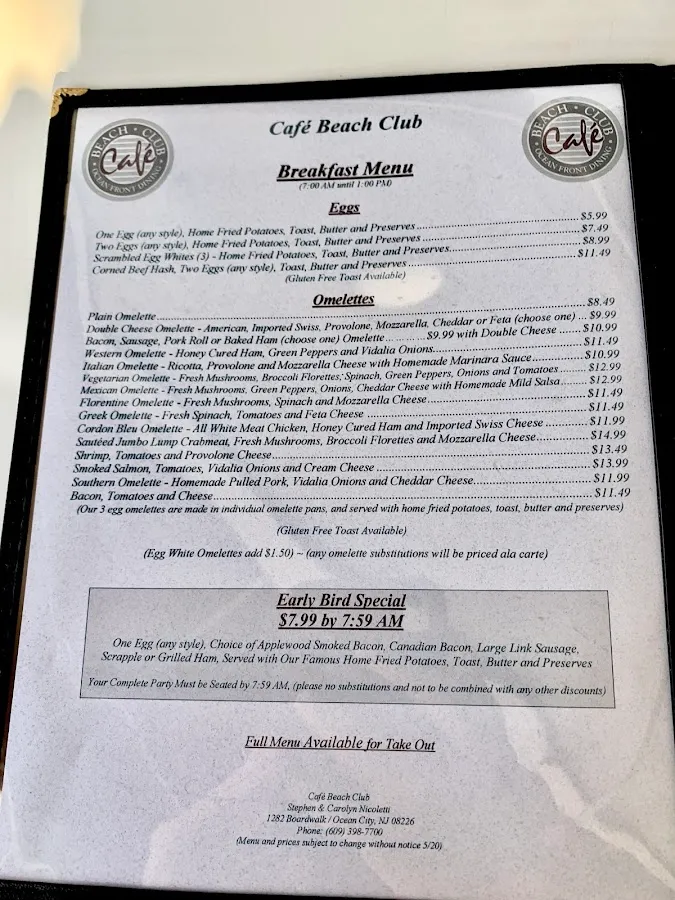 BEACH • CLUB
Café
OCEAN FRONT DINING
Café Beach Club
BEACH • CLUB
Café
OCEAN FRONT DINING
Breakfast Menu
(7:00 AM until 1:00 PM)
Eggs
One Egg (any style), Home Fried Potatoes, Toast, Butter and Preserves $5.99
Two Eggs (any style), Home Fried Potatoes, Toast, Butter and Preserves $7.49
Scrambled Egg Whites (3) - Home Fried Potatoes, Toast, Butter and Preserves $8.99
Corned Beef Hash, Two Eggs (any style), Toast, Butter and Preserves $11.49
(Gluten Free Toast Available)
Omelettes
Plain Omelette $8.49
Double Cheese Omelette - American, Imported Swiss, Provolone, Mozzarella, Cheddar or Feta (choose one) ... $9.99
Bacon, Sausage, Pork Roll or Baked Ham (choose one) Omelette $9.99 with Double Cheese $10.99
Western Omelette - Honey Cured Ham, Green Peppers and Vidalia Onions $11.49
Italian Omelette - Ricotta, Provolone and Mozzarella Cheese with Homemade Marinara Sauce $10.99
Vegetarian Omelette - Fresh Mushrooms, Broccoli Florettes, Spinach, Green Peppers, Onions and Tomatoes $12.99
Mexican Omelette - Fresh Mushrooms, Green Peppers, Onions, Cheddar Cheese with Homemade Mild Salsa $12.99
Florentine Omelette - Fresh Mushrooms, Spinach and Mozzarella Cheese $11.49
Greek Omelette - Fresh Spinach, Tomatoes and Feta Cheese $11.49
Cordon Bleu Omelette - All White Meat Chicken, Honey Cured Ham and Imported Swiss Cheese $11.99
Sautéed Jumbo Lump Crabmeat, Fresh Mushrooms, Broccoli Florettes and Mozzarella Cheese $14.99
Shrimp, Tomatoes and Provolone Cheese $13.49
Smoked Salmon, Tomatoes, Vidalia Onions and Cream Cheese $13.99
Southern Omelette - Homemade Pulled Pork, Vidalia Onions and Cheddar Cheese $11.99
Bacon, Tomatoes and Cheese $11.49
(Our 3 egg omelettes are made in individual omelette pans, and served with home fried potatoes, toast, butter and preserves)
(Gluten Free Toast Available)
(Egg White Omelettes add $1.50) ~ (any omelette substitutions will be priced ala carte)
Early Bird Special
$7.99 by 7:59 AM
One Egg (any style), Choice of Applewood Smoked Bacon, Canadian Bacon, Large Link Sausage,
Scrapple or Grilled Ham, Served with Our Famous Home Fried Potatoes, Toast, Butter and Preserves
Your Complete Party Must be Seated by 7:59 AM, (please no substitutions and not to be combined with any other discounts)
Full Menu Available for Take Out
Café Beach Club
Stephen & Carolyn Nicoletti
1282 Boardwalk / Ocean City, NJ 08226
Phone: (609) 398-7700
(Menu and prices subject to change without notice 5/20)